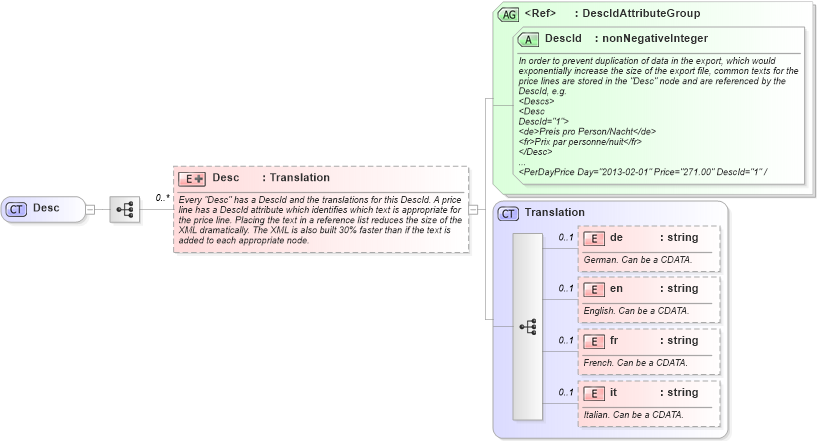 AG <Ref> : DescIdAttributeGroup
A DescId : nonNegativeInteger
In order to prevent duplication of data in the export, which would
exponentially increase the size of the export file, common texts for the
price lines are stored in the "Desc" node and are referenced by the
DescId, e.g.
<Descs>
<Desc
DescId="1">
<de>Preis pro Person/Nacht</de>
<fr>Prix par personne/nuit</fr>
</Desc>
...
<PerDayPrice Day="2013-02-01" Price="271.00" DescId="1" /
CT Desc
0..*
E Desc : Translation
Every "Desc" has a DescId and the translations for this DescId. A price
line has a DescId attribute which identifies which text is appropriate for
the price line. Placing the text in a reference list reduces the size of the
XML dramatically. The XML is also built 30% faster than if the text is
added to each appropriate node.
CT Translation
0..1
E de : string
German. Can be a CDATA.
0..1
E en : string
English. Can be a CDATA.
0..1
E fr : string
French. Can be a CDATA.
0..1
E it : string
Italian. Can be a CDATA.